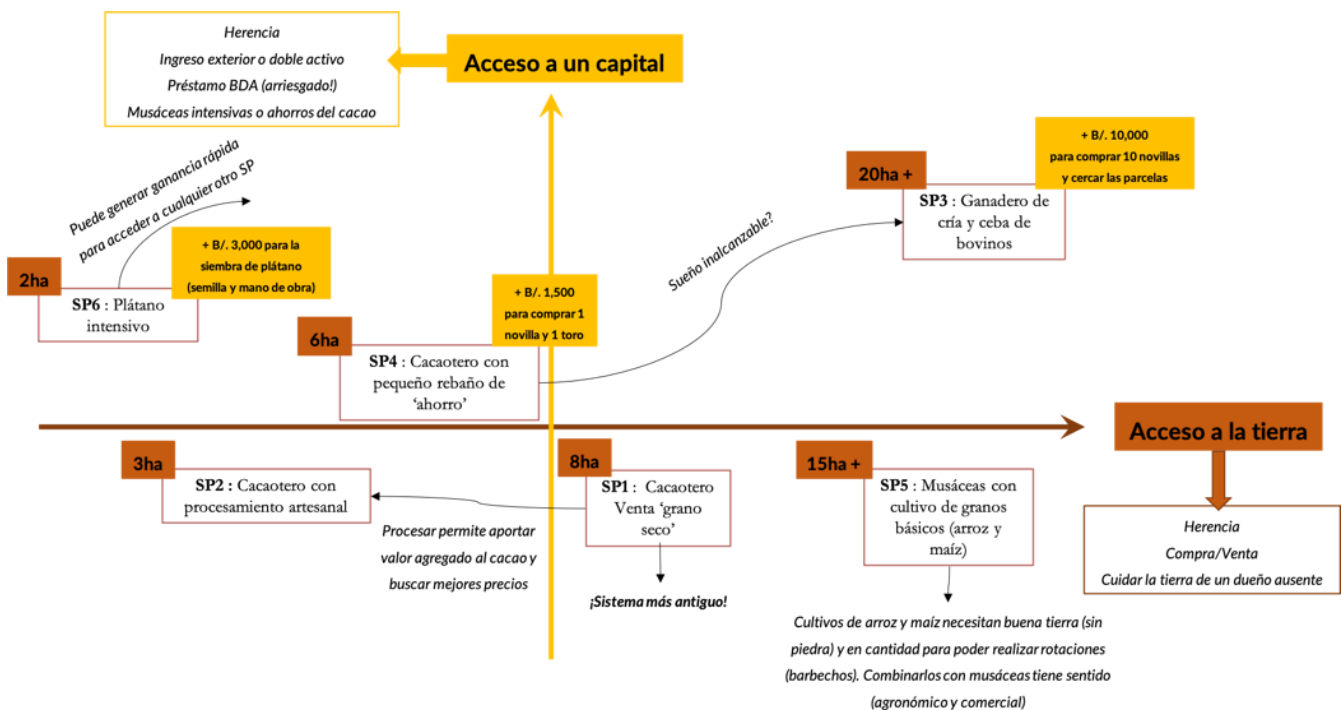 Herencia
Ingreso exterior o doble activo
Préstamo BDA (arriesgado!)
Musáceas intensivas o ahorros del cacao
Acceso a un capital
Puede generar ganancia rápida
para acceder a cualquier otro SP
2ha
+ B/. 3,000 para la
siembra de plátano
(semilla y mano de obra)
SP6 : Plátano
intensivo
6ha
+ B/. 1,500
para comprar 1
novilla y 1 toro
SP4 : Cacaotero con
pequeño rebaño de
‘ahorro’
Sueño inalcanzable?
20ha +
+ B/. 10,000
para comprar 10 novillas
y cercar las parcelas
SP3 : Ganadero de
cría y ceba de
bovinos
Acceso a la tierra
Herencia
Compra/Venta
Cuidar la tierra de un dueño ausente
3ha
SP2 : Cacaotero con
procesamiento artesanal
Procesar permite aportar
valor agregado al cacao y
buscar mejores precios
8ha
SP1 : Cacaotero
Venta ‘grano
seco’
¡Sistema más antiguo!
15ha +
SP5 : Musáceas con
cultivo de granos
básicos (arroz y
maíz)
Cultivos de arroz y maíz necesitan buena tierra (sin
piedra) y en cantidad para poder realizar rotaciones
(barbechos). Combinarlos con musáceas tiene sentido
(agronómico y comercial)